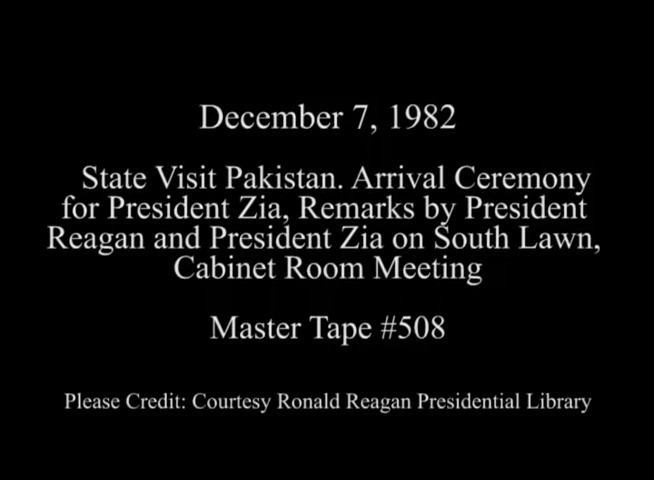 December 7, 1982
State Visit Pakistan. Arrival Ceremony
for President Zia, Remarks by President
Reagan and President Zia on South Lawn,
Cabinet Room Meeting
Master Tape #508
Please Credit: Courtesy Ronald Reagan Presidential Library